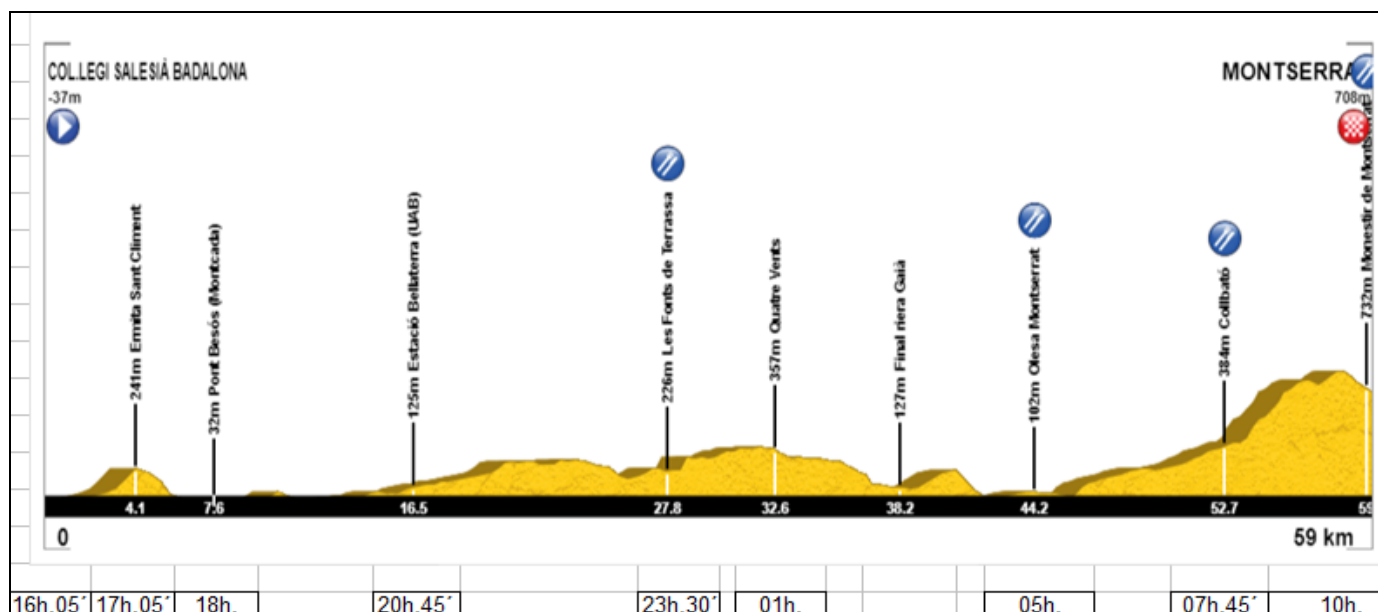 COL.LEGI SALESIÀ BADALONA
-37m
MONTSERRA
708m
241m Ermita Sant Climent
32m Pont Besós (Montcada)
125m Estació Bellaterra (UAB)
226m Les Fonts de Terrassa
357m Quatre Vents
127m Final riera Gaià
102m Olesa Montserrat
384m Collbató
732m Monestir de Montserrat
4.1 7.6 16.5 27.8 32.6 38.2 44.2 52.7 59
0 59 km
16h.05´ 17h.05´ 18h. 20h.45´ 23h.30´ 01h. 05h. 07h.45´ 10h.